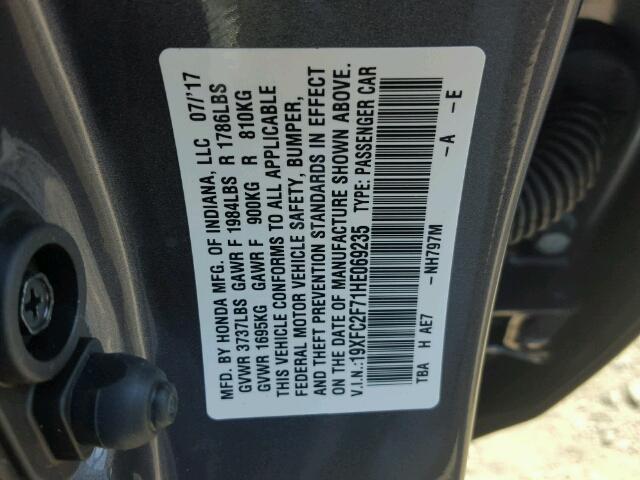 MFD. BY HONDA MFG. OF INDIANA, LLC 07/'17
GVWR 3737LBS GAWR F 1984LBS R 1786LBS
GVWR 1695KG GAWR F 900KG R 810KG
THIS VEHICLE CONFORMS TO ALL APPLICABLE
FEDERAL MOTOR VEHICLE SAFETY, BUMPER,
AND THEFT PREVENTION STANDARDS IN EFFECT
ON THE DATE OF MANUFACTURE SHOWN ABOVE.
V.I.N.:19XFC2F71HE069235 TYPE: PASSENGER CAR
TBA H AE7 - NH797M - A - E